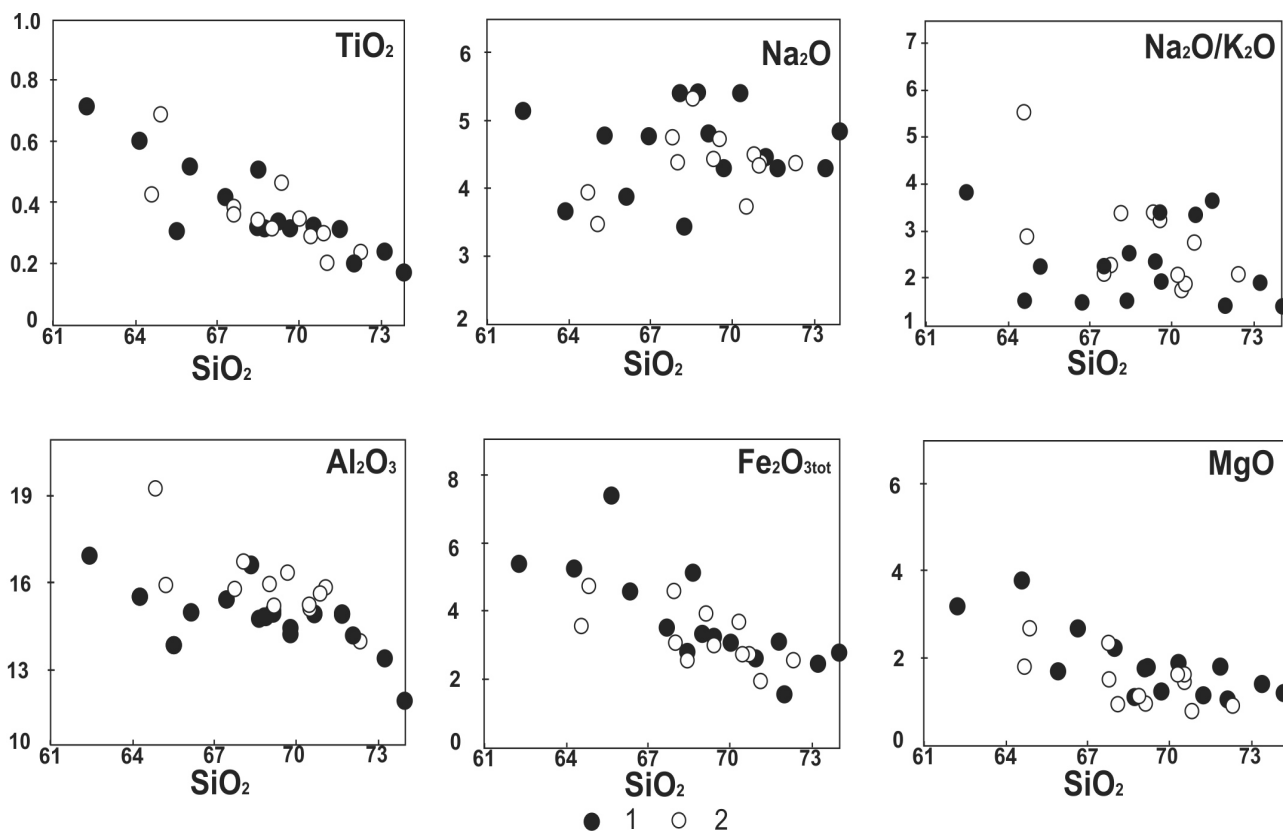 TiO₂
1.0
0.8
0.6
0.4
0.2
0
61 64 67 70 73
SiO₂
Na₂O
6
5
4
3
2
61 64 67 70 73
SiO₂
Na₂O/K₂O
7
6
5
4
3
2
1
61 64 67 70 73
SiO₂
Al₂O₃
19
16
13
10
61 64 67 70 73
SiO₂
Fe₂O₃tot
8
6
4
2
0
61 64 67 70 73
SiO₂
MgO
6
4
2
0
61 64 67 70 73
SiO₂
1 2